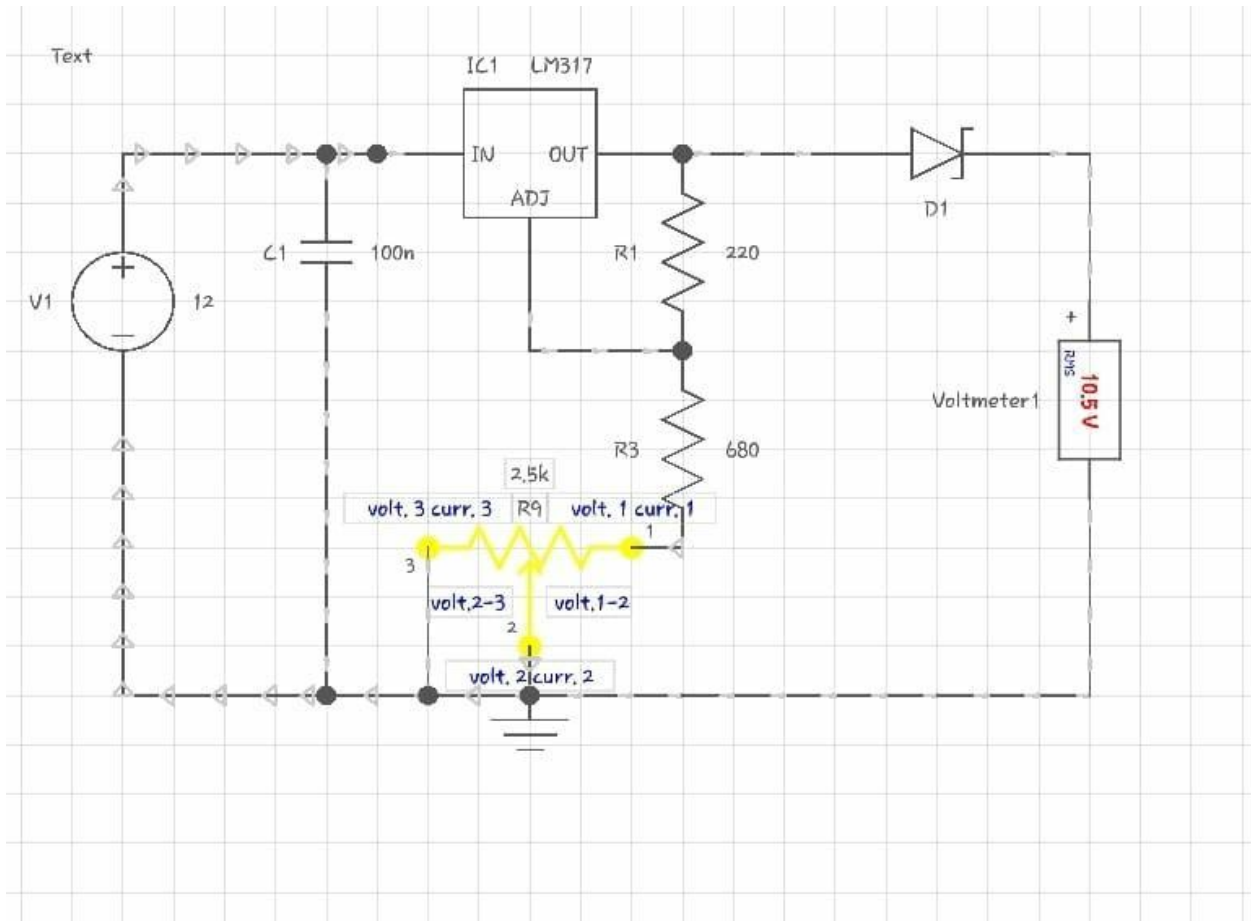 Text
IC1 LM317
IN OUT
ADJ
C1 100n
R1 220
D1
V1 12
+
−
+
RMS
10.5 V
Voltmeter1
R3 680
2,5k
volt. 3 curr. 3 R9 volt. 1 curr. 1
1
3
volt.2-3 volt.1-2
2
volt. 2 curr. 2